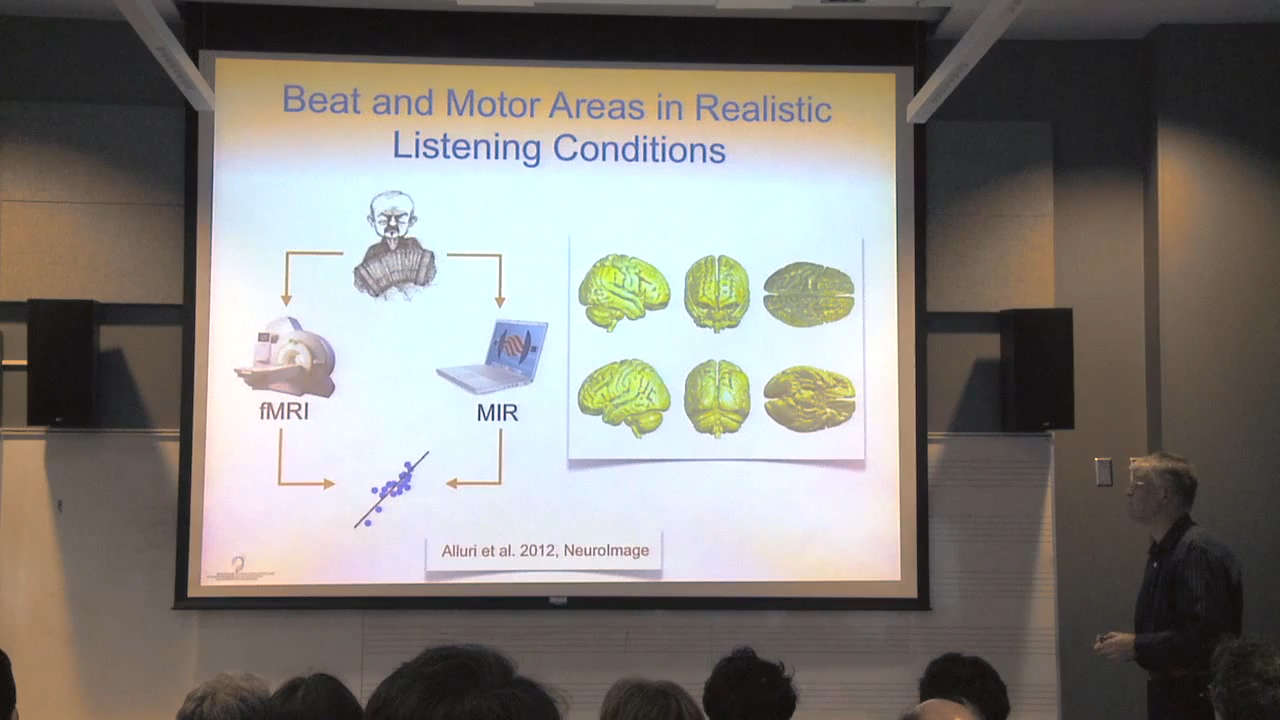 Beat and Motor Areas in Realistic
Listening Conditions
fMRI
MIR
Alluri et al. 2012, NeuroImage